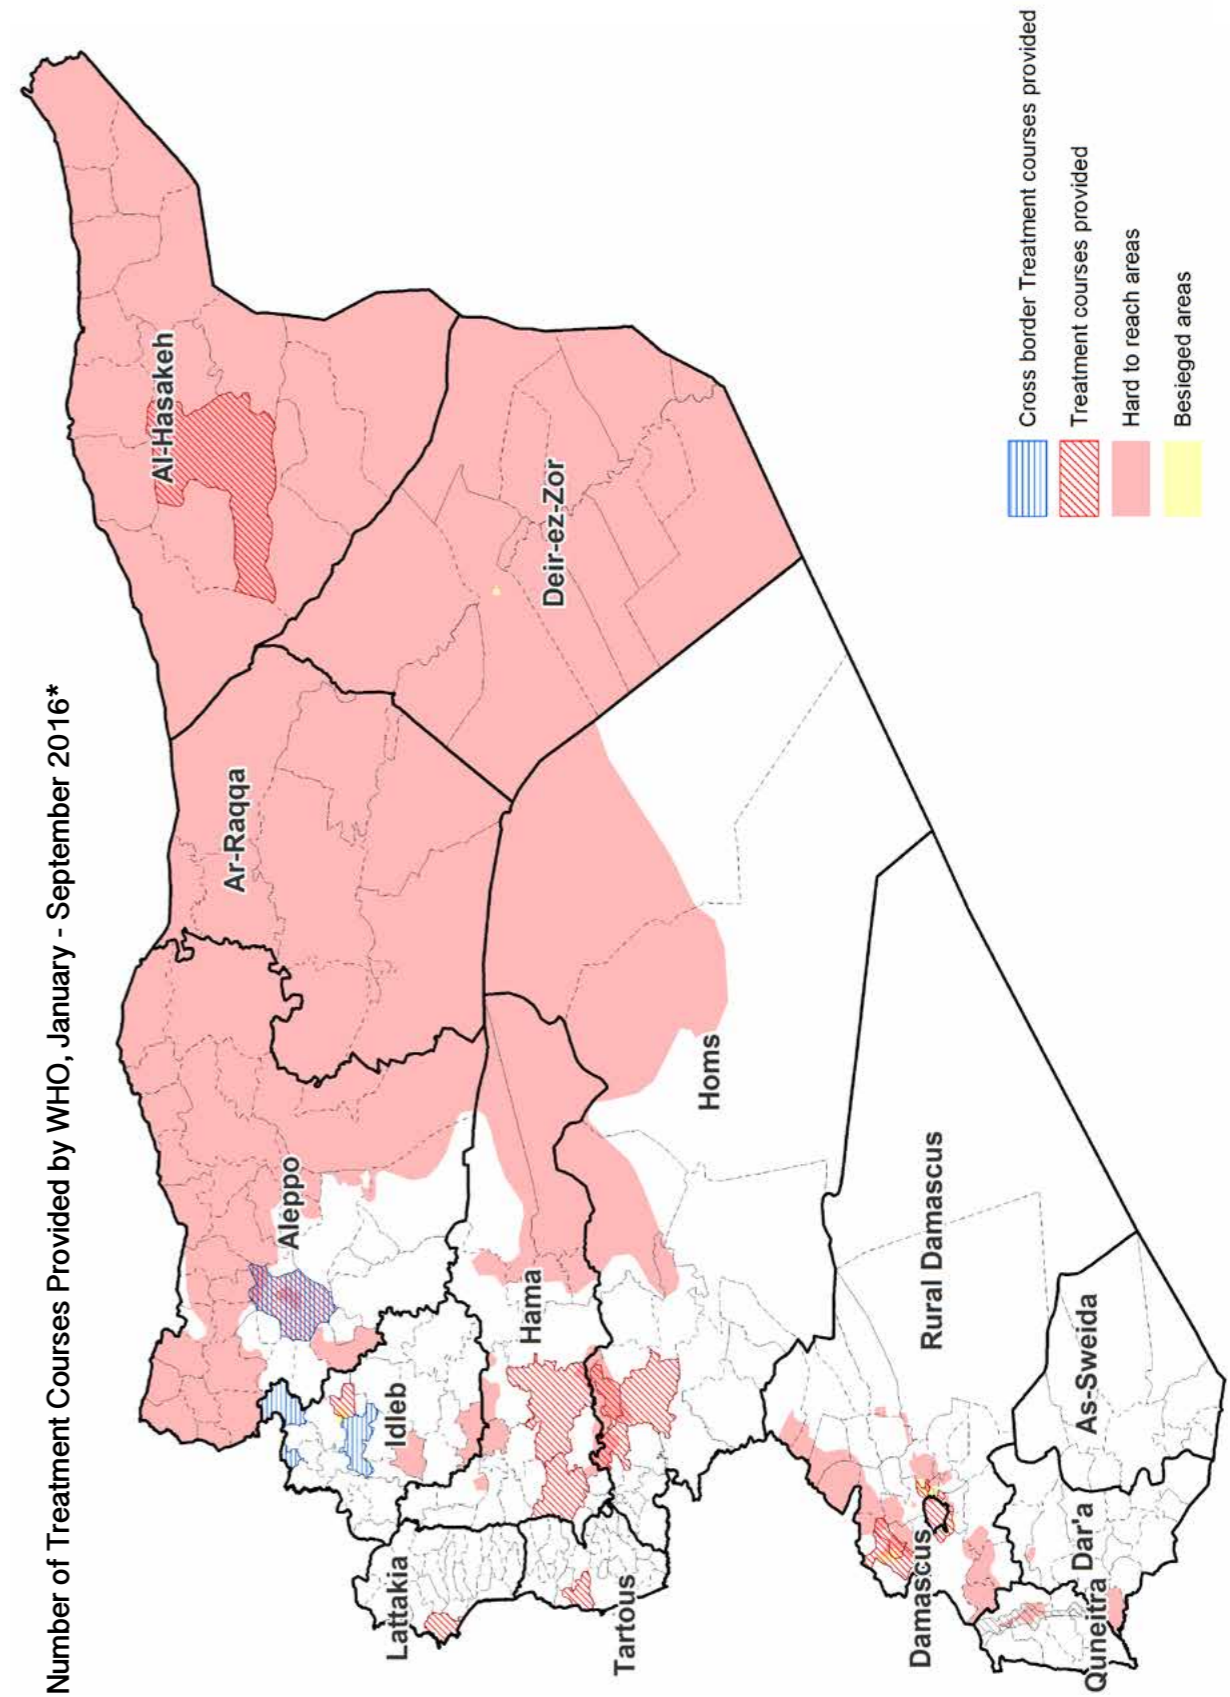 Number of Treatment Courses Provided by WHO, January - September 2016*
Al-Hasakeh
Ar-Raqqa
Aleppo
Deir-ez-Zor
Idleb
Hama
Lattakia
Tartous
Homs
Rural Damascus
Damascus
As-Sweida
Dar'a
Quneitra
Cross border Treatment courses provided
Treatment courses provided
Hard to reach areas
Besieged areas